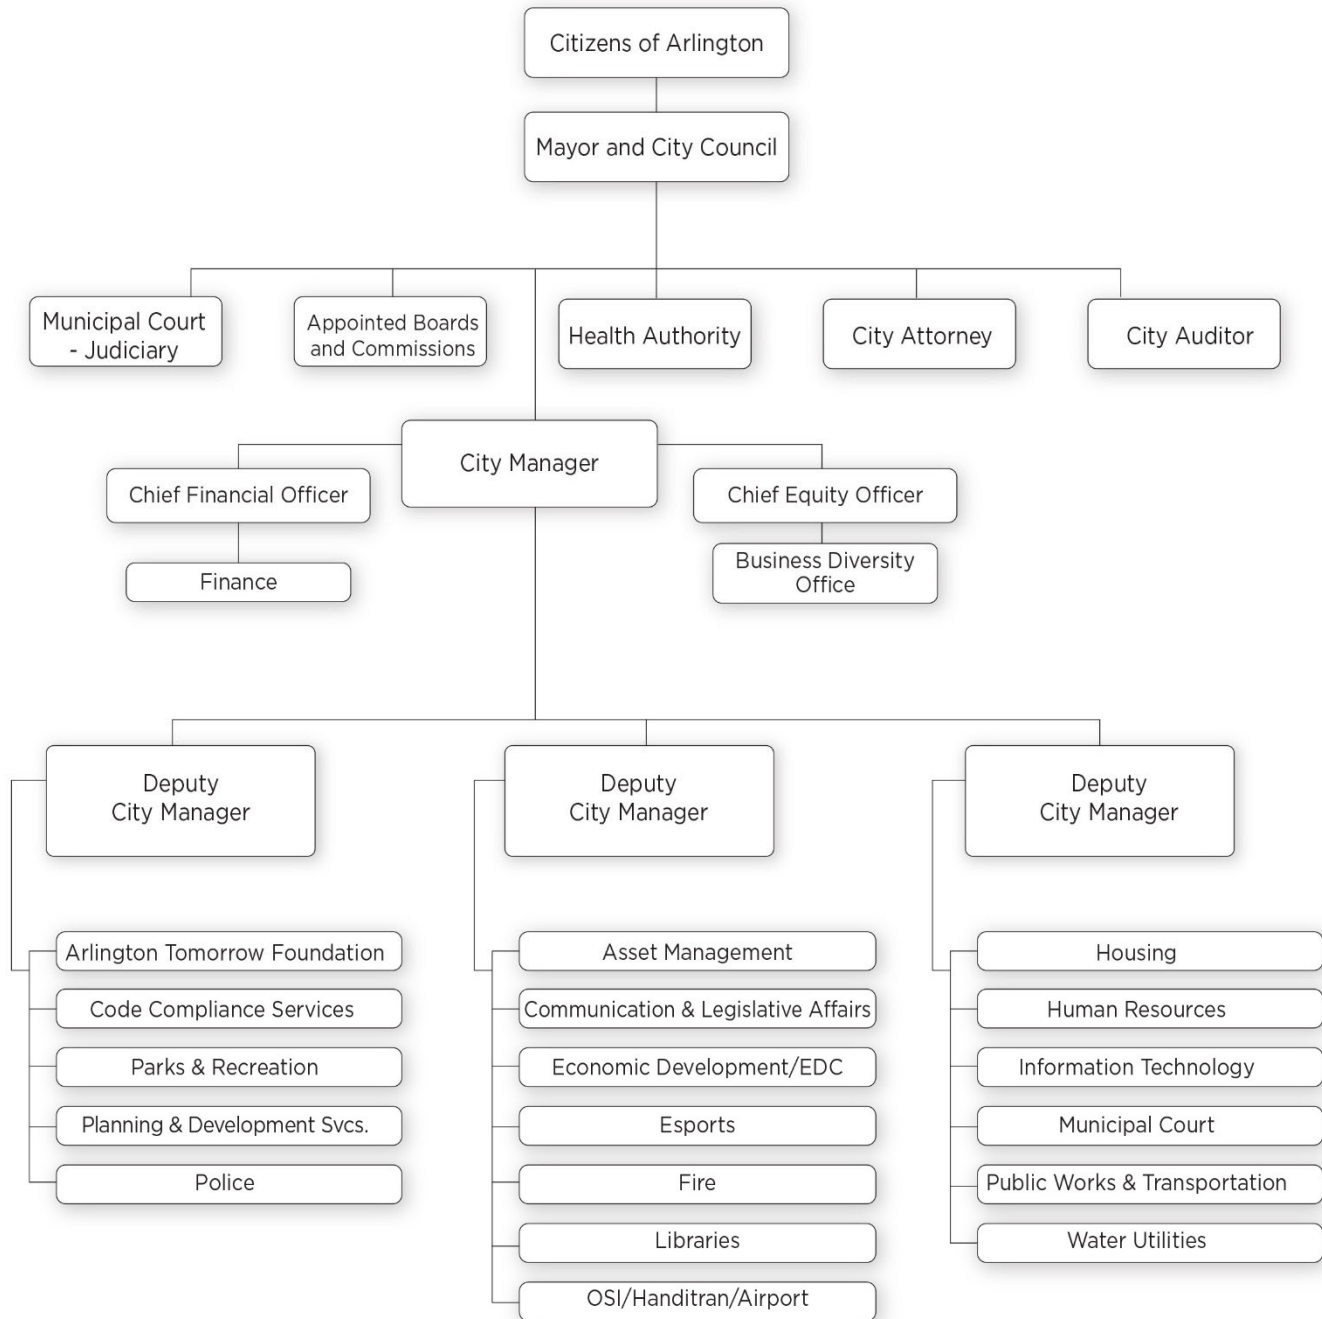 Citizens of Arlington
Mayor and City Council
Municipal Court
- Judiciary
Appointed Boards
and Commissions
Health Authority
City Attorney
City Auditor
City Manager
Chief Financial Officer
Chief Equity Officer
Finance
Business Diversity
Office
Deputy
City Manager
Deputy
City Manager
Deputy
City Manager
Arlington Tomorrow Foundation
Code Compliance Services
Parks & Recreation
Planning & Development Svcs.
Police
Asset Management
Communication & Legislative Affairs
Economic Development/EDC
Esports
Fire
Libraries
OSI/Handitran/Airport
Housing
Human Resources
Information Technology
Municipal Court
Public Works & Transportation
Water Utilities